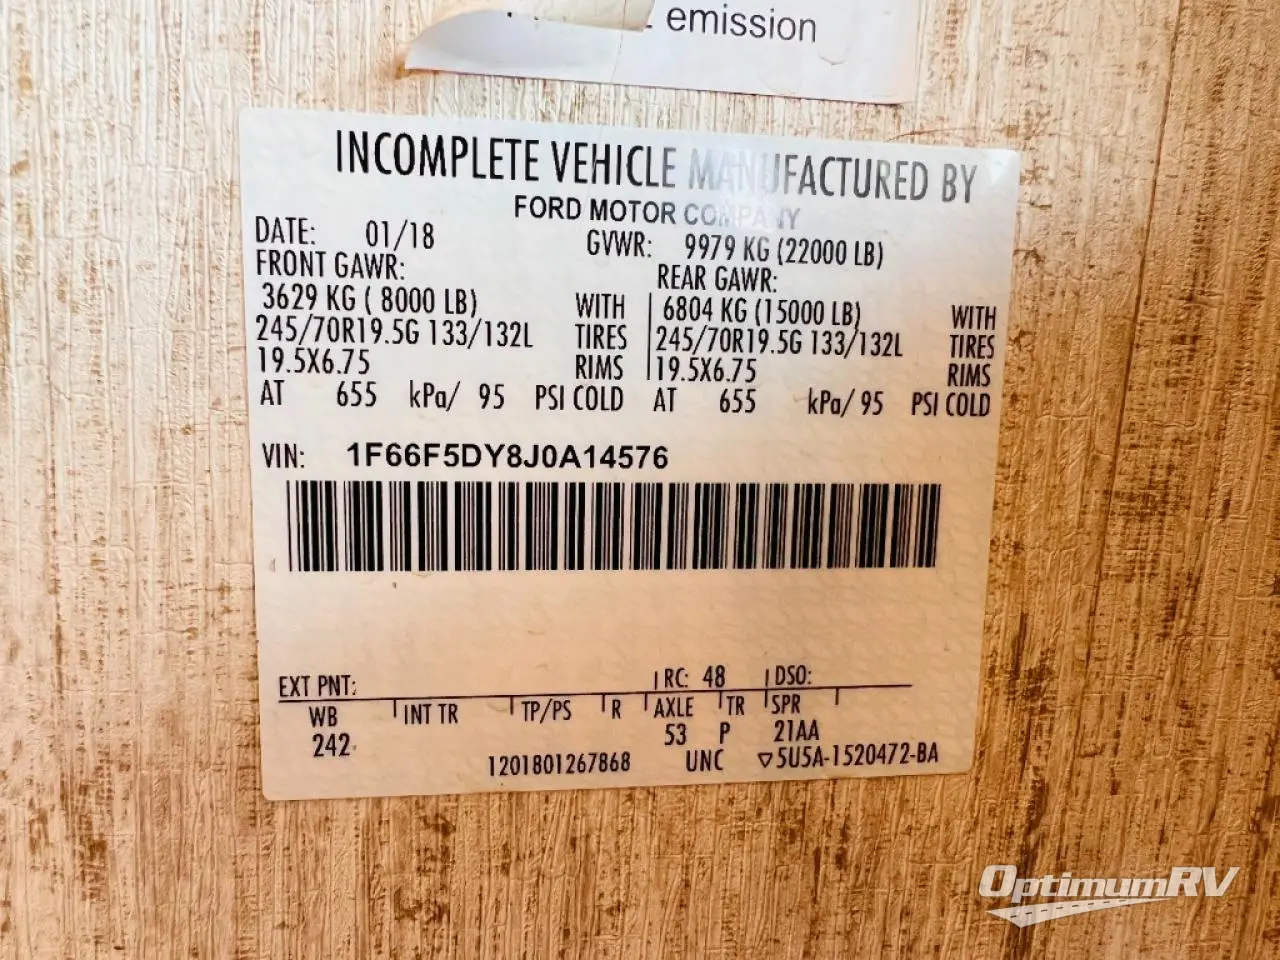 emission
INCOMPLETE VEHICLE MANUFACTURED BY
FORD MOTOR COMPANY
DATE: 01/18 GVWR: 9979 KG (22000 LB)
FRONT GAWR: REAR GAWR:
3629 KG ( 8000 LB) WITH 6804 KG (15000 LB) WITH
245/70R19.5G 133/132L TIRES 245/70R19.5G 133/132L TIRES
19.5X6.75 RIMS 19.5X6.75 RIMS
AT 655 kPa/ 95 PSI COLD AT 655 kPa/ 95 PSI COLD
VIN: 1F66F5DY8J0A14576
EXT PNT: RC: 48 DSO:
WB INT TR TP/PS R AXLE TR SPR
242 53 P 21AA
1201801267868 UNC ▽5U5A-1520472-BA
OptimumRV